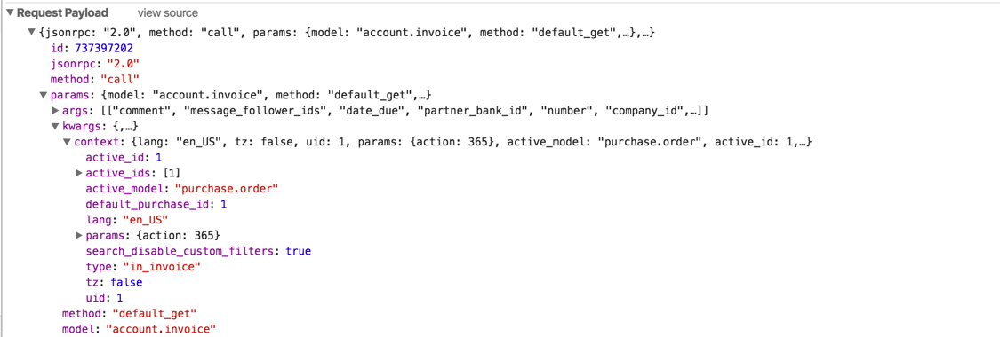 Request Payload view source
{jsonrpc: "2.0", method: "call", params: {model: "account.invoice", method: "default_get",…},…}
id: 737397202
jsonrpc: "2.0"
method: "call"
params: {model: "account.invoice", method: "default_get",…}
args: [["comment", "message_follower_ids", "date_due", "partner_bank_id", "number", "company_id",…]]
kwargs: {,…}
context: {lang: "en_US", tz: false, uid: 1, params: {action: 365}, active_model: "purchase.order", active_id: 1,…}
active_id: 1
active_ids: [1]
active_model: "purchase.order"
default_purchase_id: 1
lang: "en_US"
params: {action: 365}
search_disable_custom_filters: true
type: "in_invoice"
tz: false
uid: 1
method: "default_get"
model: "account.invoice"